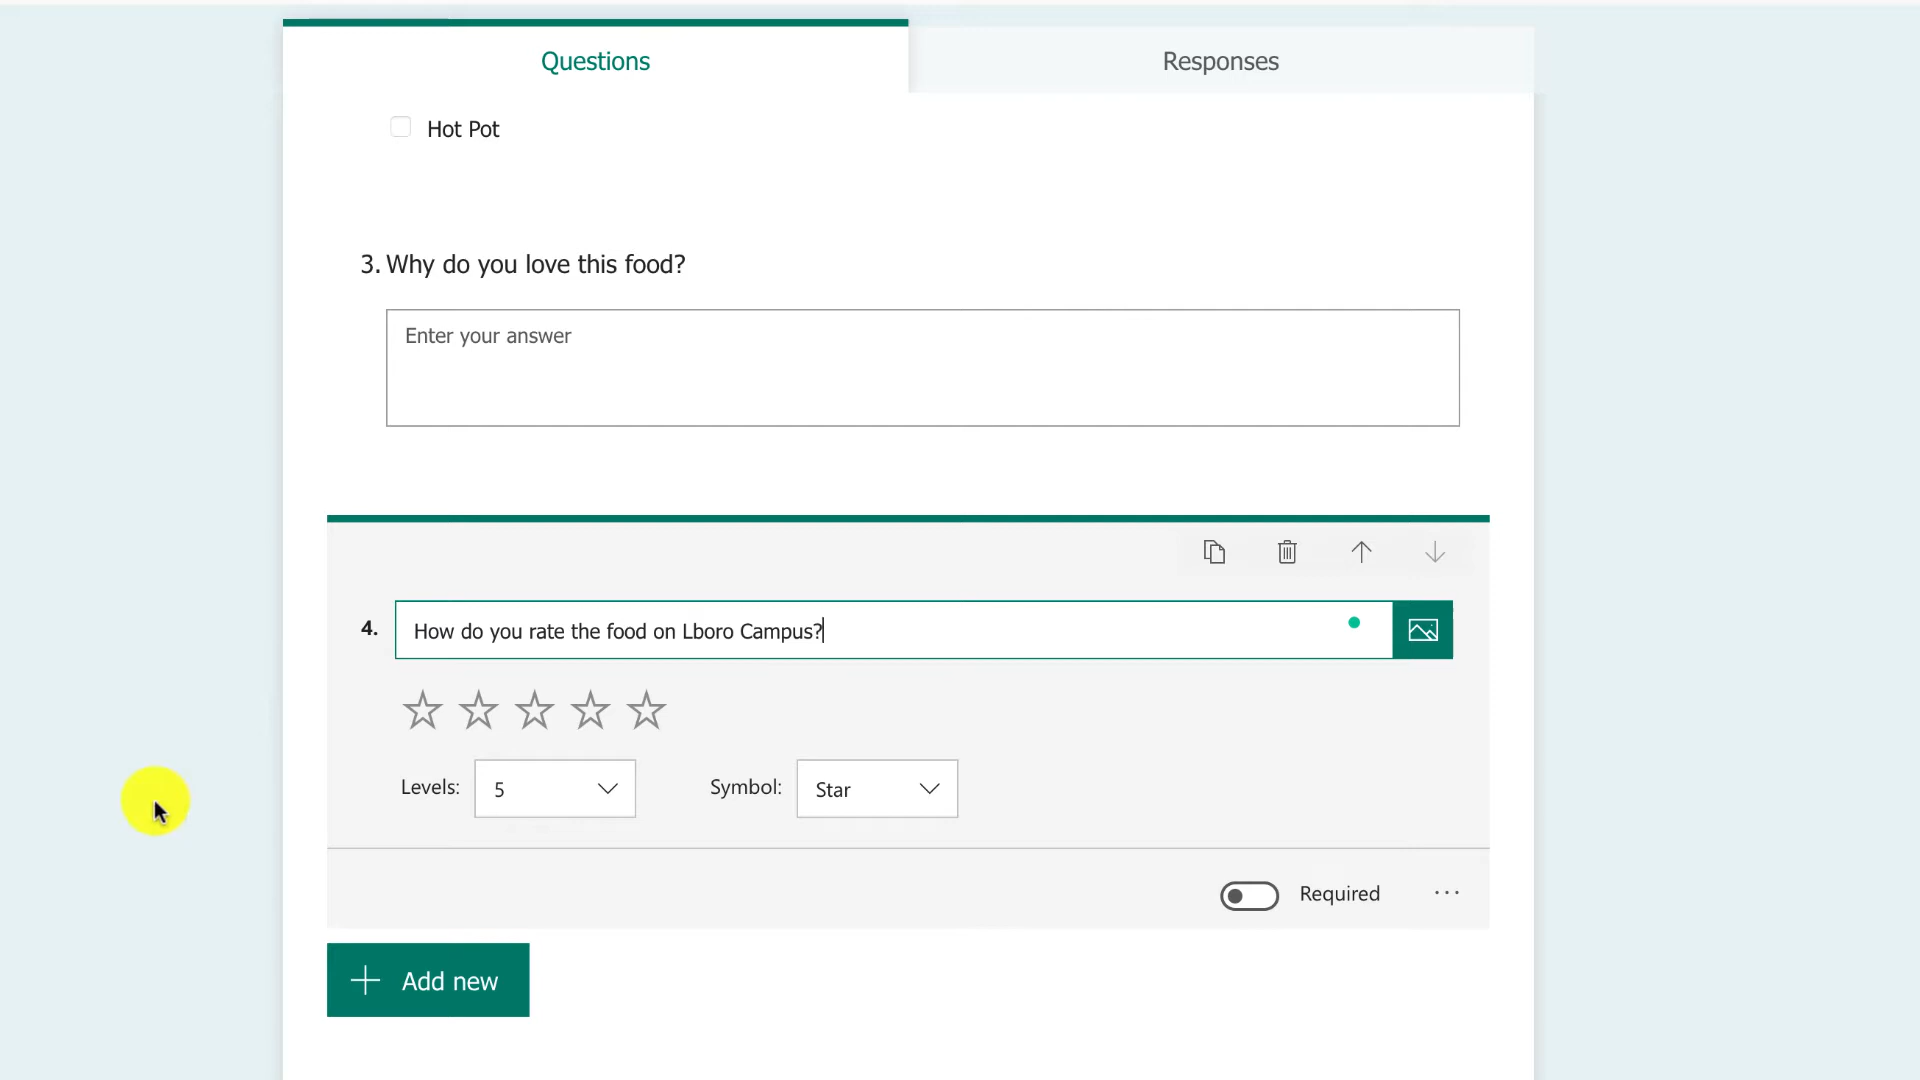 Questions
Responses
Hot Pot
3. Why do you love this food?
Enter your answer
4.
How do you rate the food on Lboro Campus?
Levels:
5
Symbol:
Star
Required
Add new